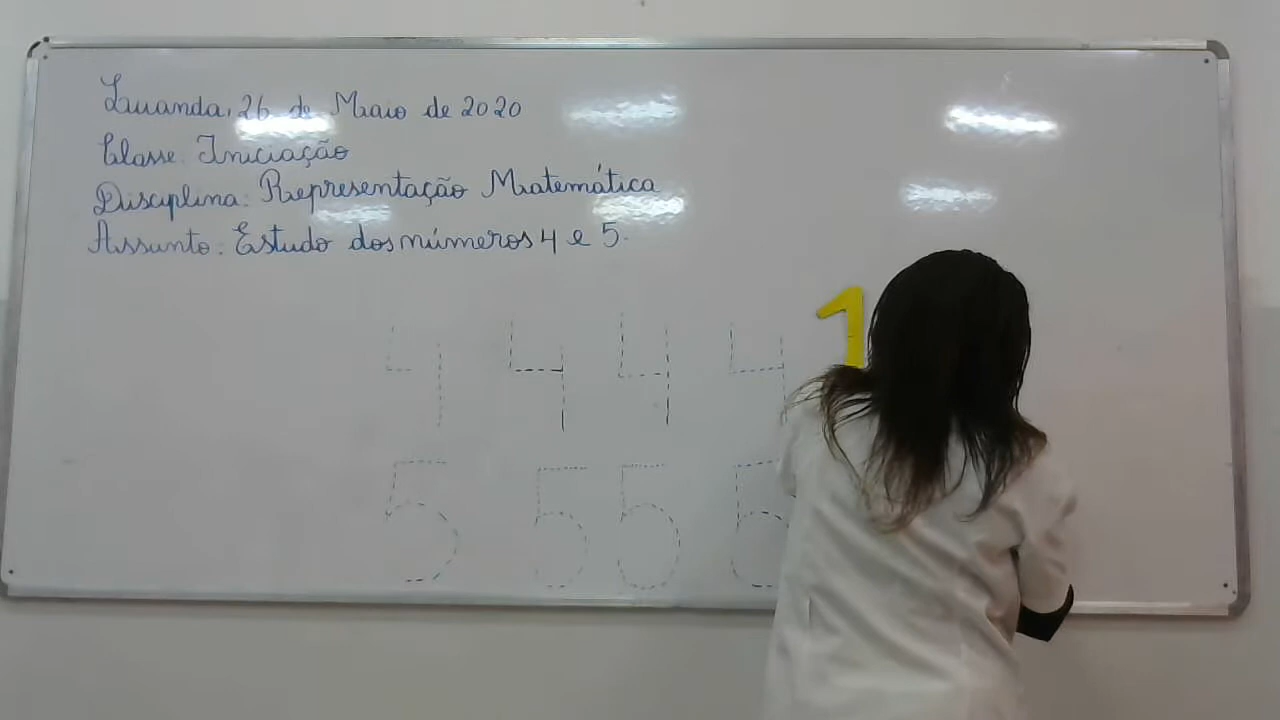 Luanda, 26 de Maio de 2020
Classe: Iniciação
Disciplina: Representação Matemática
Assunto: Estudo dos números 4 e 5.
4 4 4 4 1
5 5 5 5